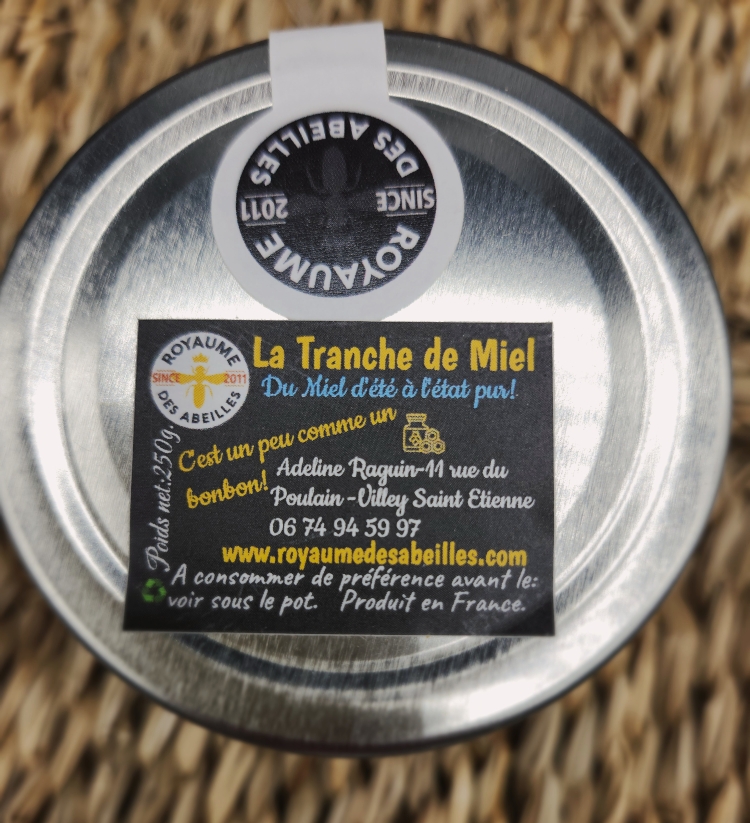 ROYAUME
DES ABEILLES
SINCE 2011
ROYAUME
SINCE 2011
DES ABEILLES
La Tranche de Miel
Du Miel d'été à l'état pur!
C'est un peu comme un
bonbon!
Poids net:250g.
Adeline Raguin-11 rue du
Poulain-Villey Saint Etienne
06 74 94 59 97
www.royaumedesabeilles.com
A consommer de préférence avant le:
voir sous le pot. Produit en France.